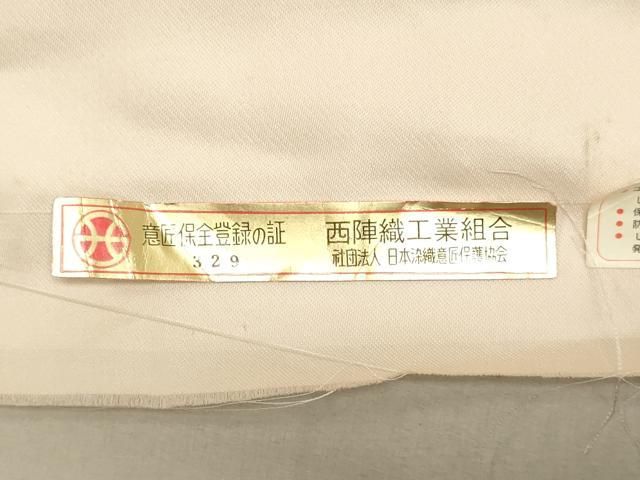 意匠保全登録の証
329
西陣織工業組合
社団法人 日本染織意匠保護協会